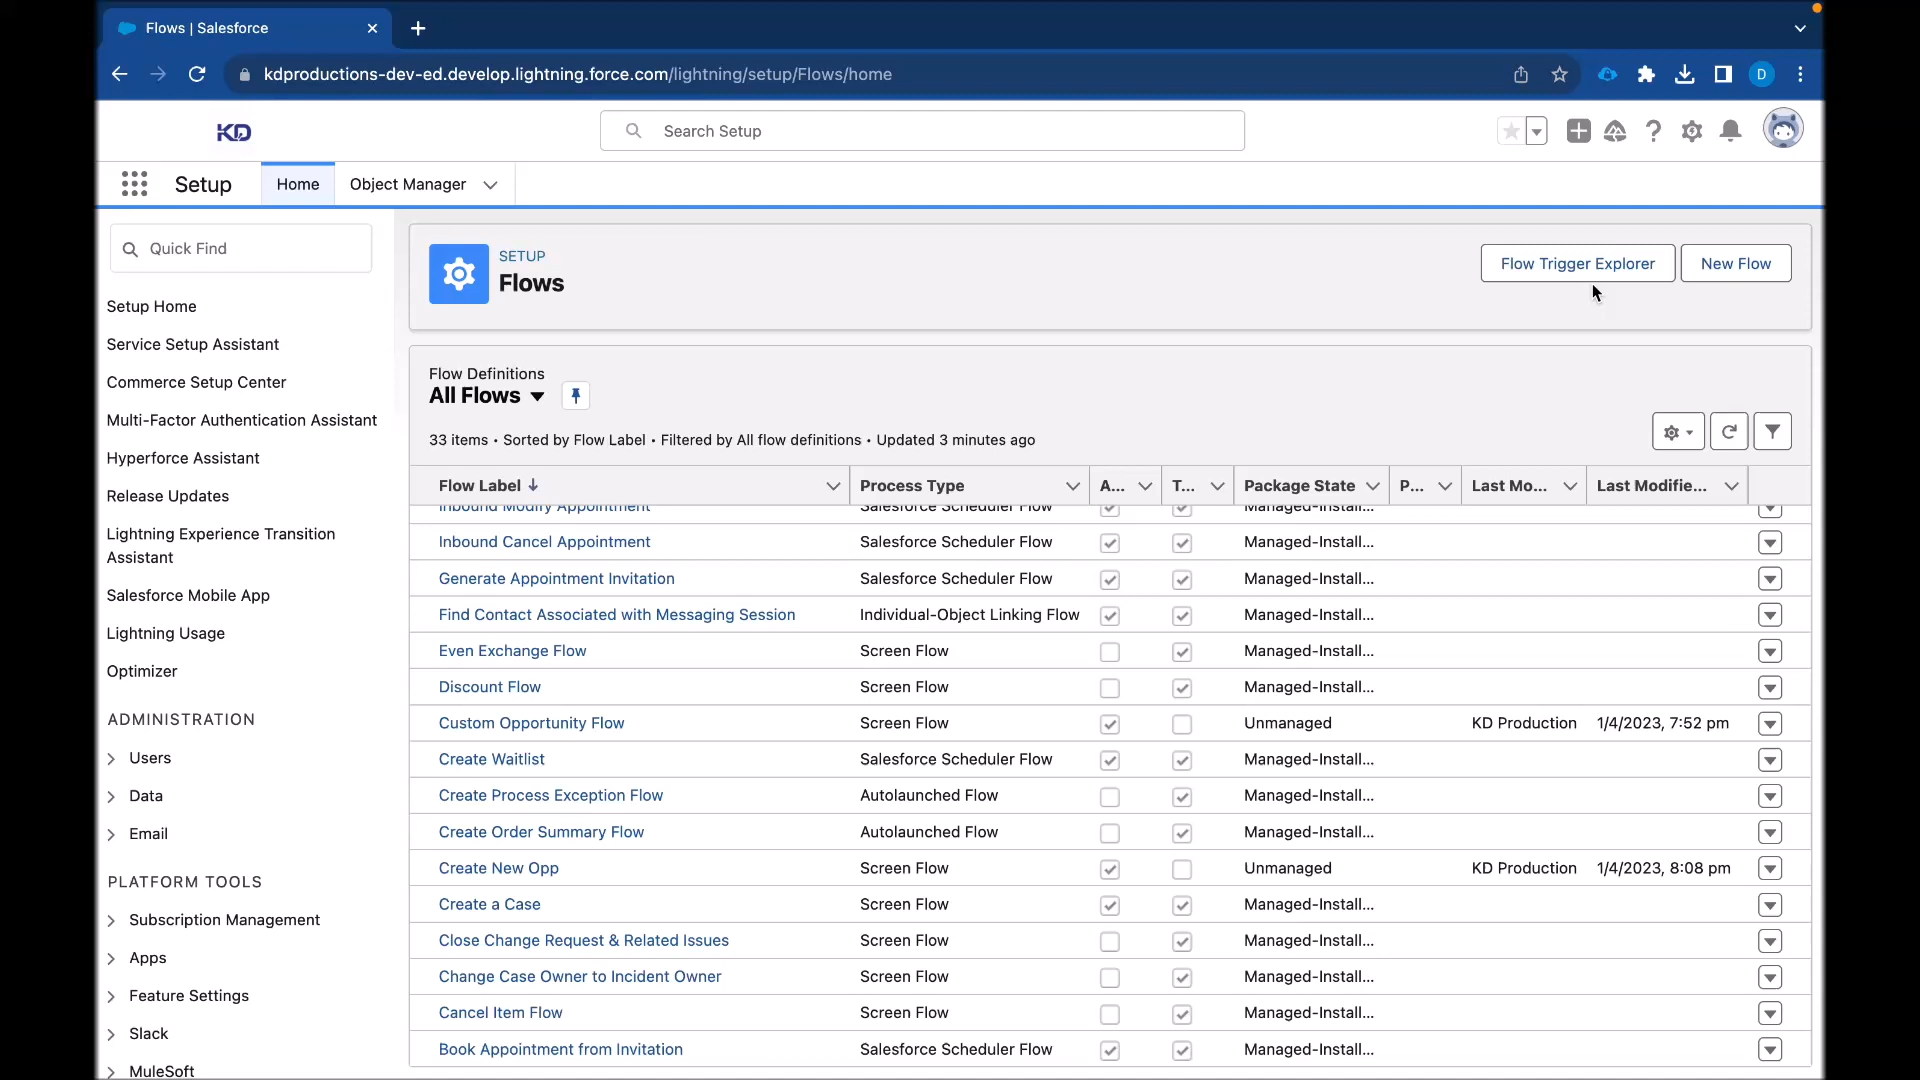 Flows | Salesforce
kdproductions-dev-ed.develop.lightning.force.com/lightning/setup/Flows/home
D
KD
Search Setup
Setup
Home
Object Manager
Quick Find
Setup Home
Service Setup Assistant
Commerce Setup Center
Multi-Factor Authentication Assistant
Hyperforce Assistant
Release Updates
Lightning Experience Transition
Assistant
Salesforce Mobile App
Lightning Usage
Optimizer
ADMINISTRATION
Users
Data
Email
PLATFORM TOOLS
Subscription Management
Apps
Feature Settings
Slack
MuleSoft
SETUP
Flows
Flow Trigger Explorer
New Flow
Flow Definitions
All Flows
33 items • Sorted by Flow Label • Filtered by All flow definitions • Updated 3 minutes ago
Flow Label Process Type A... T... Package State P... Last Mo... Last Modifie...
Inbound Modify Appointment Salesforce Scheduler Flow Managed-Install...
Inbound Cancel Appointment Salesforce Scheduler Flow Managed-Install...
Generate Appointment Invitation Salesforce Scheduler Flow Managed-Install...
Find Contact Associated with Messaging Session Individual-Object Linking Flow Managed-Install...
Even Exchange Flow Screen Flow Managed-Install...
Discount Flow Screen Flow Managed-Install...
Custom Opportunity Flow Screen Flow Unmanaged KD Production 1/4/2023, 7:52 pm
Create Waitlist Salesforce Scheduler Flow Managed-Install...
Create Process Exception Flow Autolaunched Flow Managed-Install...
Create Order Summary Flow Autolaunched Flow Managed-Install...
Create New Opp Screen Flow Unmanaged KD Production 1/4/2023, 8:08 pm
Create a Case Screen Flow Managed-Install...
Close Change Request & Related Issues Screen Flow Managed-Install...
Change Case Owner to Incident Owner Screen Flow Managed-Install...
Cancel Item Flow Screen Flow Managed-Install...
Book Appointment from Invitation Salesforce Scheduler Flow Managed-Install...